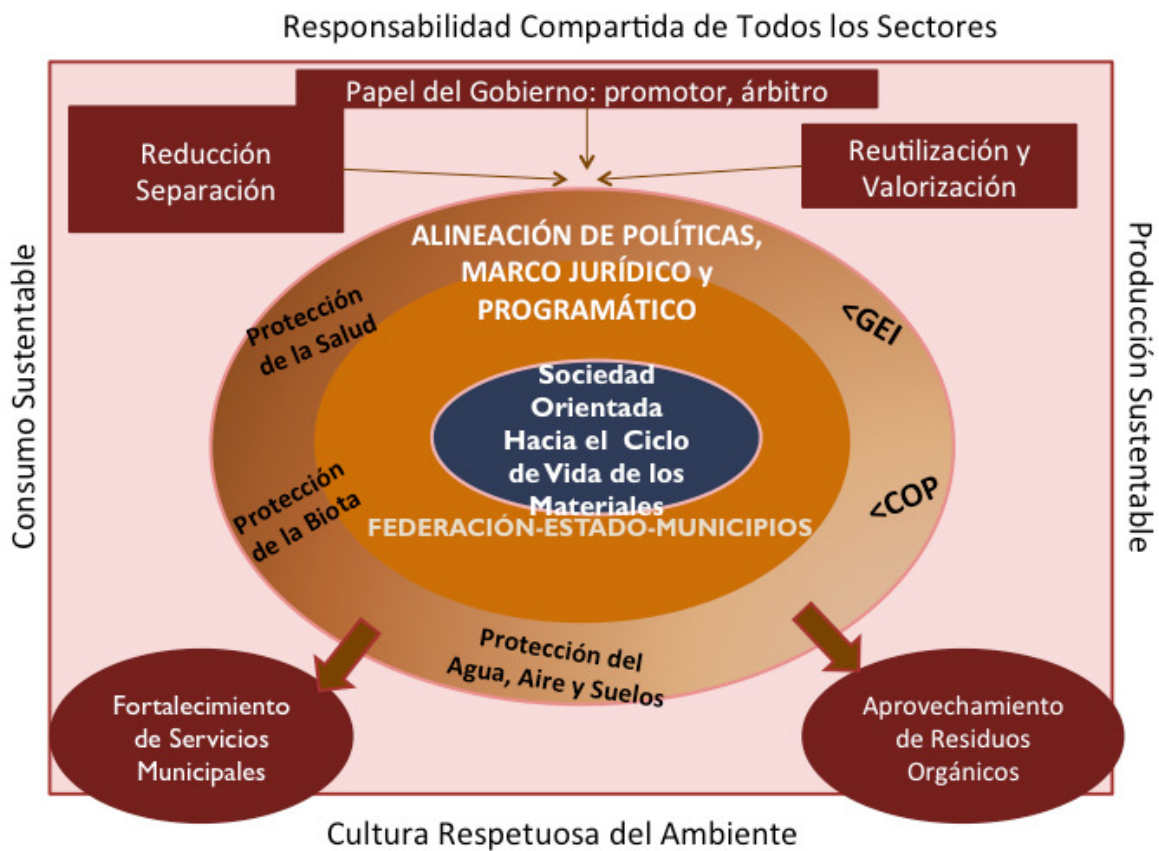 Responsabilidad Compartida de Todos los Sectores
Papel del Gobierno: promotor, árbitro
Reducción
Separación
Reutilización y
Valorización
Consumo Sustentable
Producción Sustentable
ALINEACIÓN DE POLÍTICAS,
MARCO JURÍDICO y
PROGRAMÁTICO
Protección
de la Salud
<GEI
Sociedad
Orientada
Hacia el Ciclo
de Vida de los
Materiales
Protección
de la Biota
<COP
FEDERACIÓN-ESTADO-MUNICIPIOS
Protección del
Agua, Aire y Suelos
Fortalecimiento
de Servicios
Municipales
Aprovechamiento
de Residuos
Orgánicos
Cultura Respetuosa del Ambiente